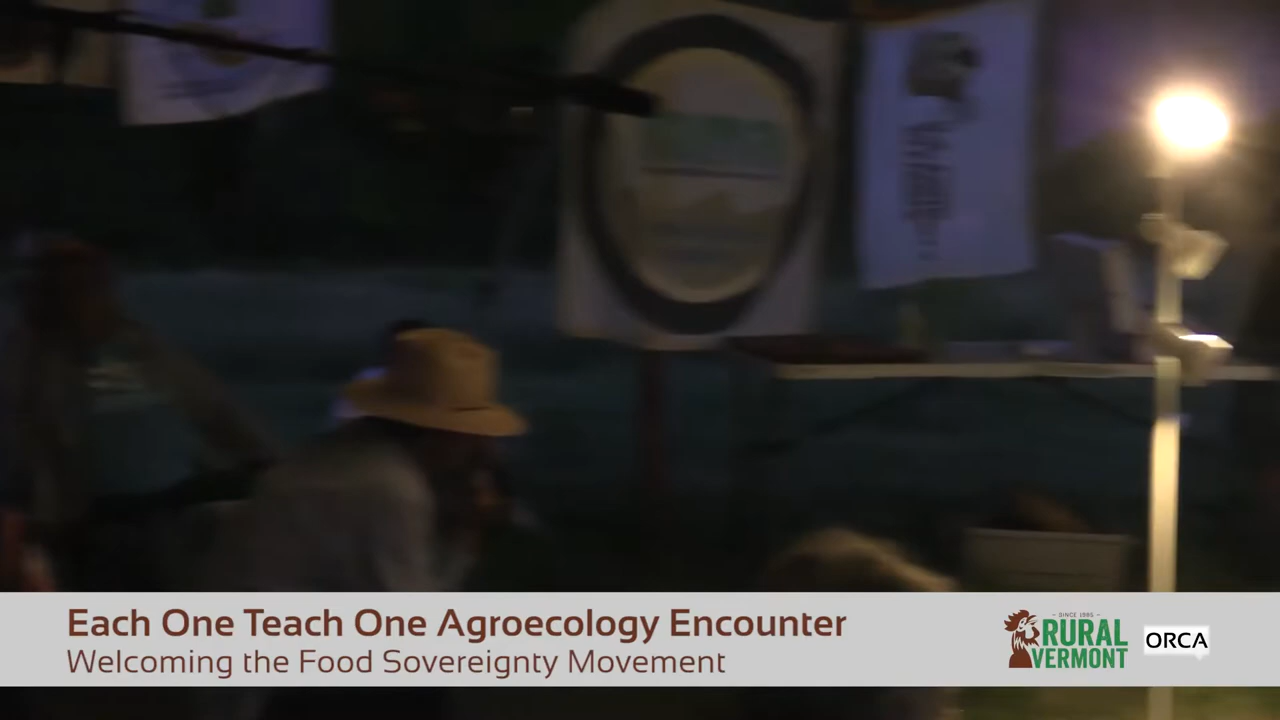 Each One Teach One Agroecology Encounter
Welcoming the Food Sovereignty Movement
– SINCE 1985 –
RURAL
VERMONT
ORCA